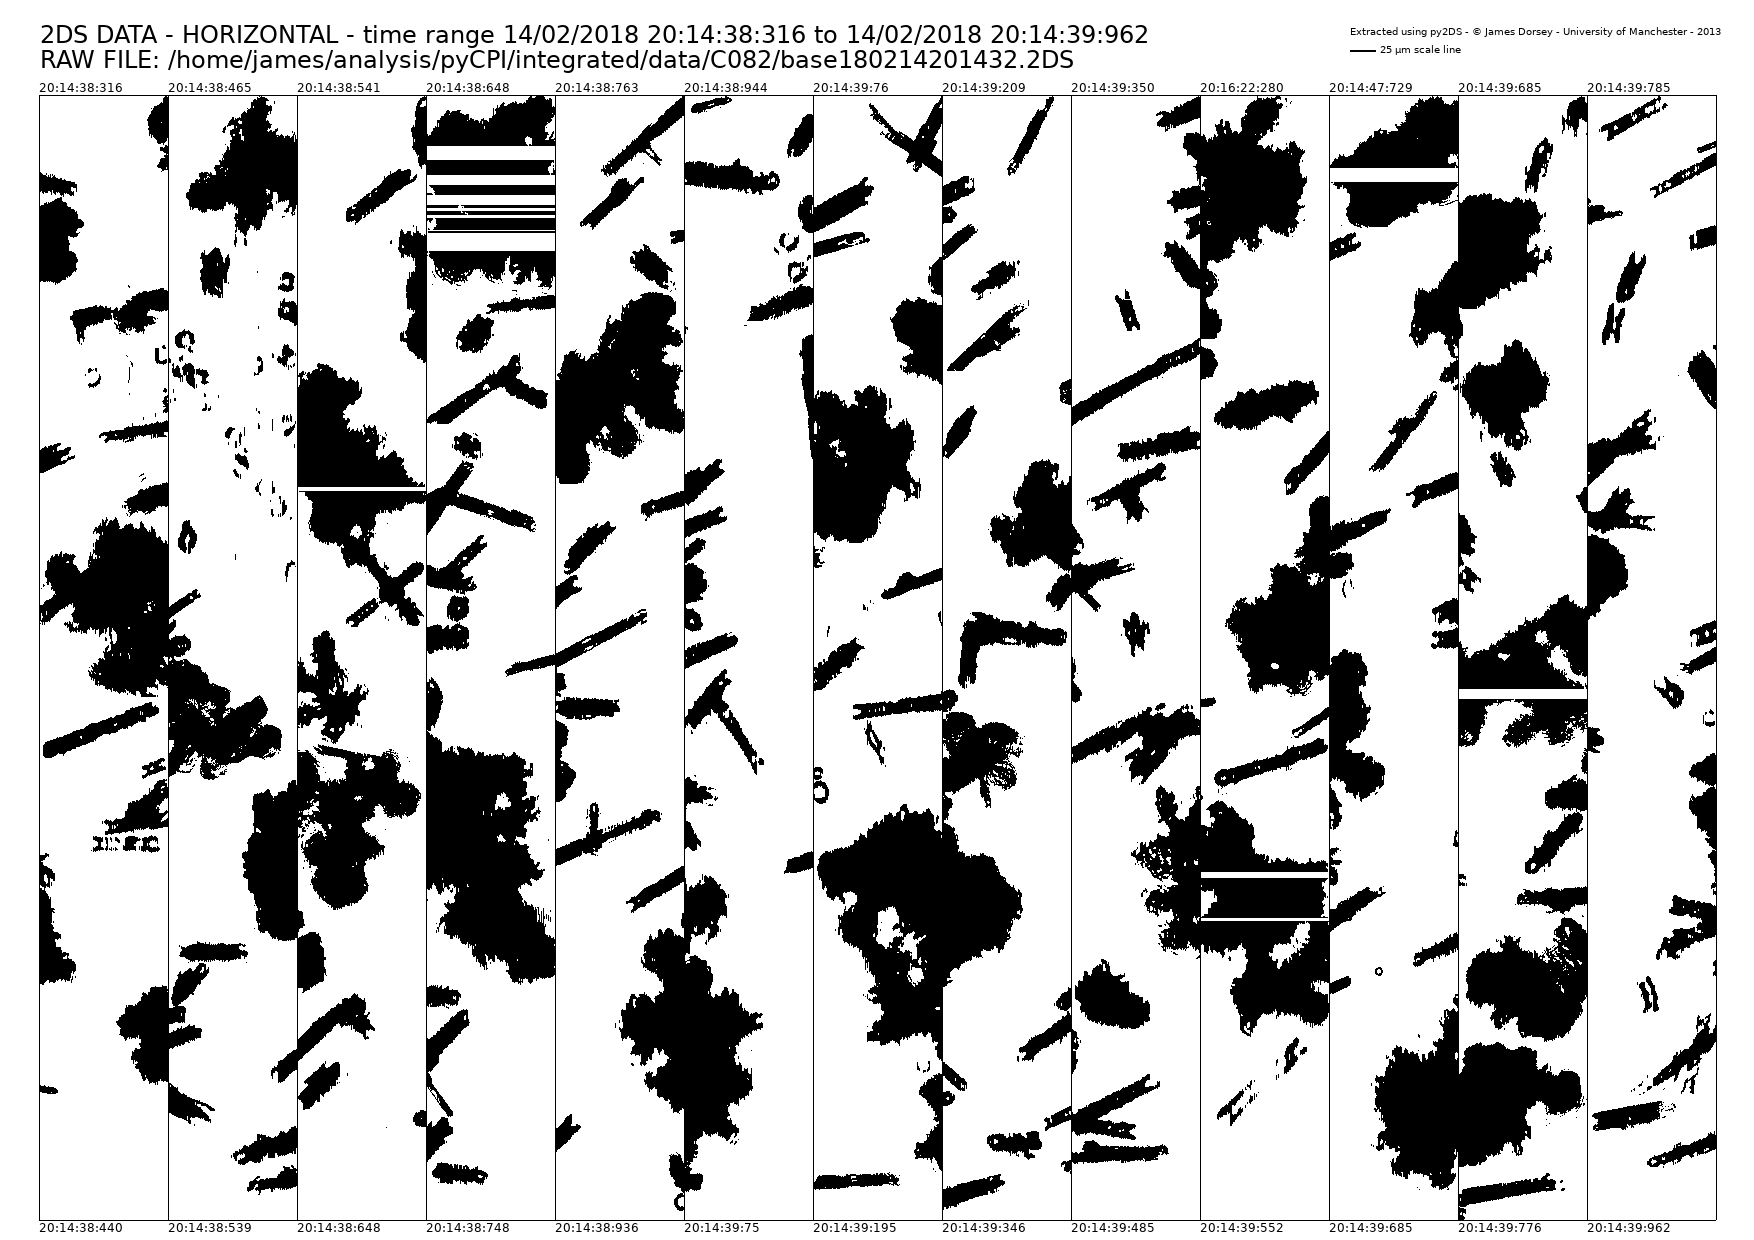 2DS DATA - HORIZONTAL - time range 14/02/2018 20:14:38:316 to 14/02/2018 20:14:39:962
RAW FILE: /home/james/analysis/pyCPI/integrated/data/C082/base180214201432.2DS
Extracted using py2DS - © James Dorsey - University of Manchester - 2013
25 µm scale line
20:14:38:316 20:14:38:465 20:14:38:541 20:14:38:648 20:14:38:763 20:14:38:944 20:14:39:76 20:14:39:209 20:14:39:350 20:16:22:280 20:14:47:729 20:14:39:685 20:14:39:785
20:14:38:440 20:14:38:539 20:14:38:648 20:14:38:748 20:14:38:936 20:14:39:75 20:14:39:195 20:14:39:346 20:14:39:485 20:14:39:552 20:14:39:685 20:14:39:776 20:14:39:962